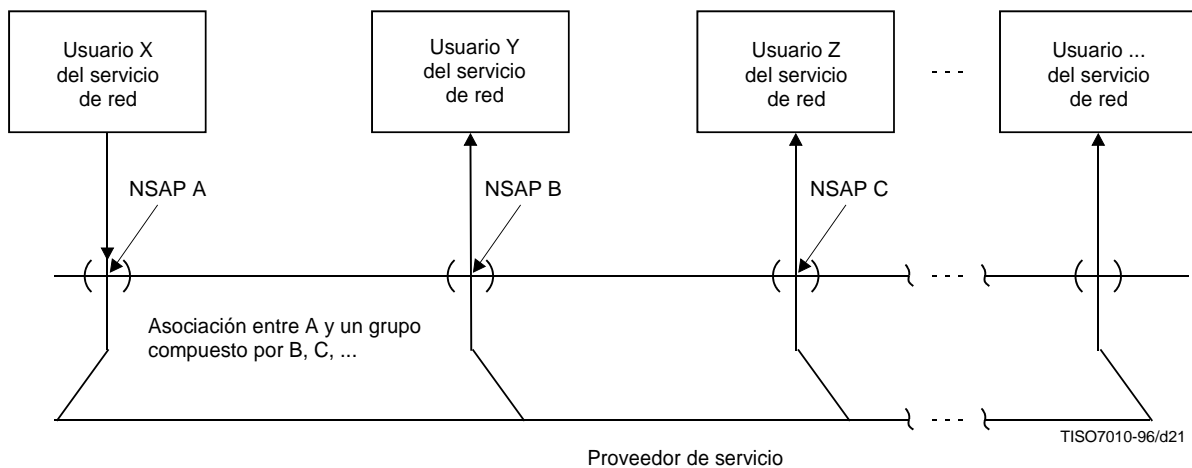 Usuario X
del servicio
de red
Usuario Y
del servicio
de red
Usuario Z
del servicio
de red
Usuario ...
del servicio
de red
NSAP A
NSAP B
NSAP C
Asociación entre A y un grupo
compuesto por B, C, ...
TISO7010-96/d21
Proveedor de servicio